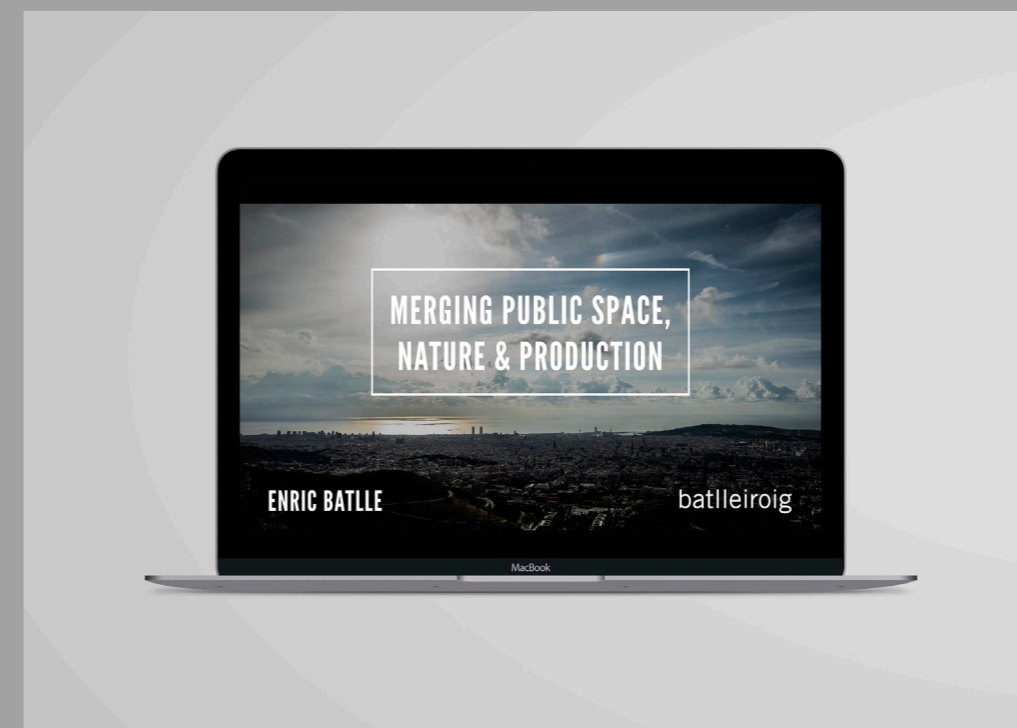 MERGING PUBLIC SPACE,
NATURE & PRODUCTION
ENRIC BATLLE
batlleiroig
MacBook